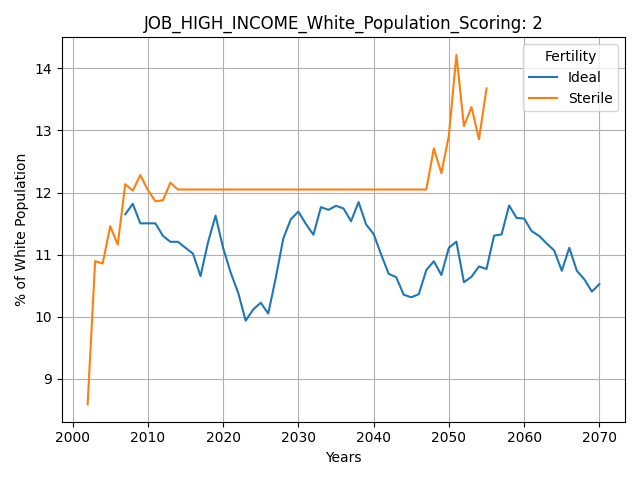 JOB_HIGH_INCOME_White_Population_Scoring: 2
Fertility
Ideal
Sterile
% of White Population
14
13
12
11
10
9
2000 2010 2020 2030 2040 2050 2060 2070
Years